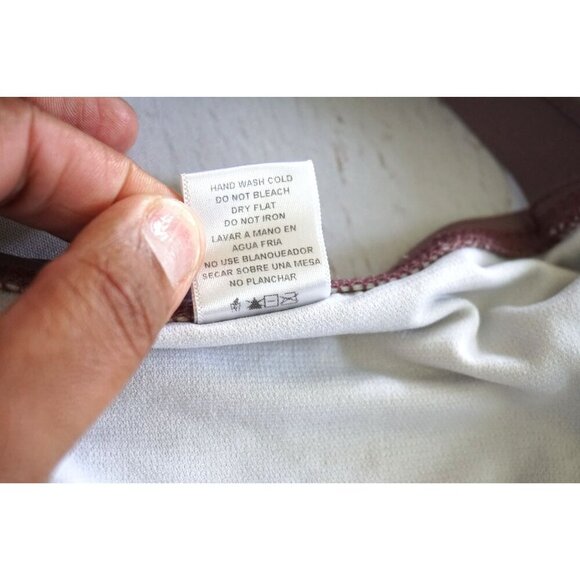 HAND WASH COLD
DO NOT BLEACH
DRY FLAT
DO NOT IRON
LAVAR A MANO EN
AGUA FRIA
NO USE BLANQUEADOR
SECAR SOBRE UNA MESA
NO PLANCHAR